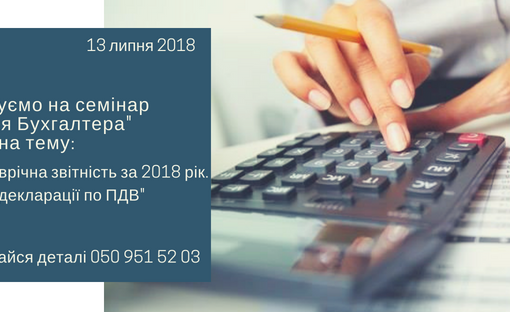 13 липня 2018
уємо на семінар
я Бухгалтера"
на тему:
врічна звітність за 2018 рік.
декларації по ПДВ"
айся деталі 050 951 52 03